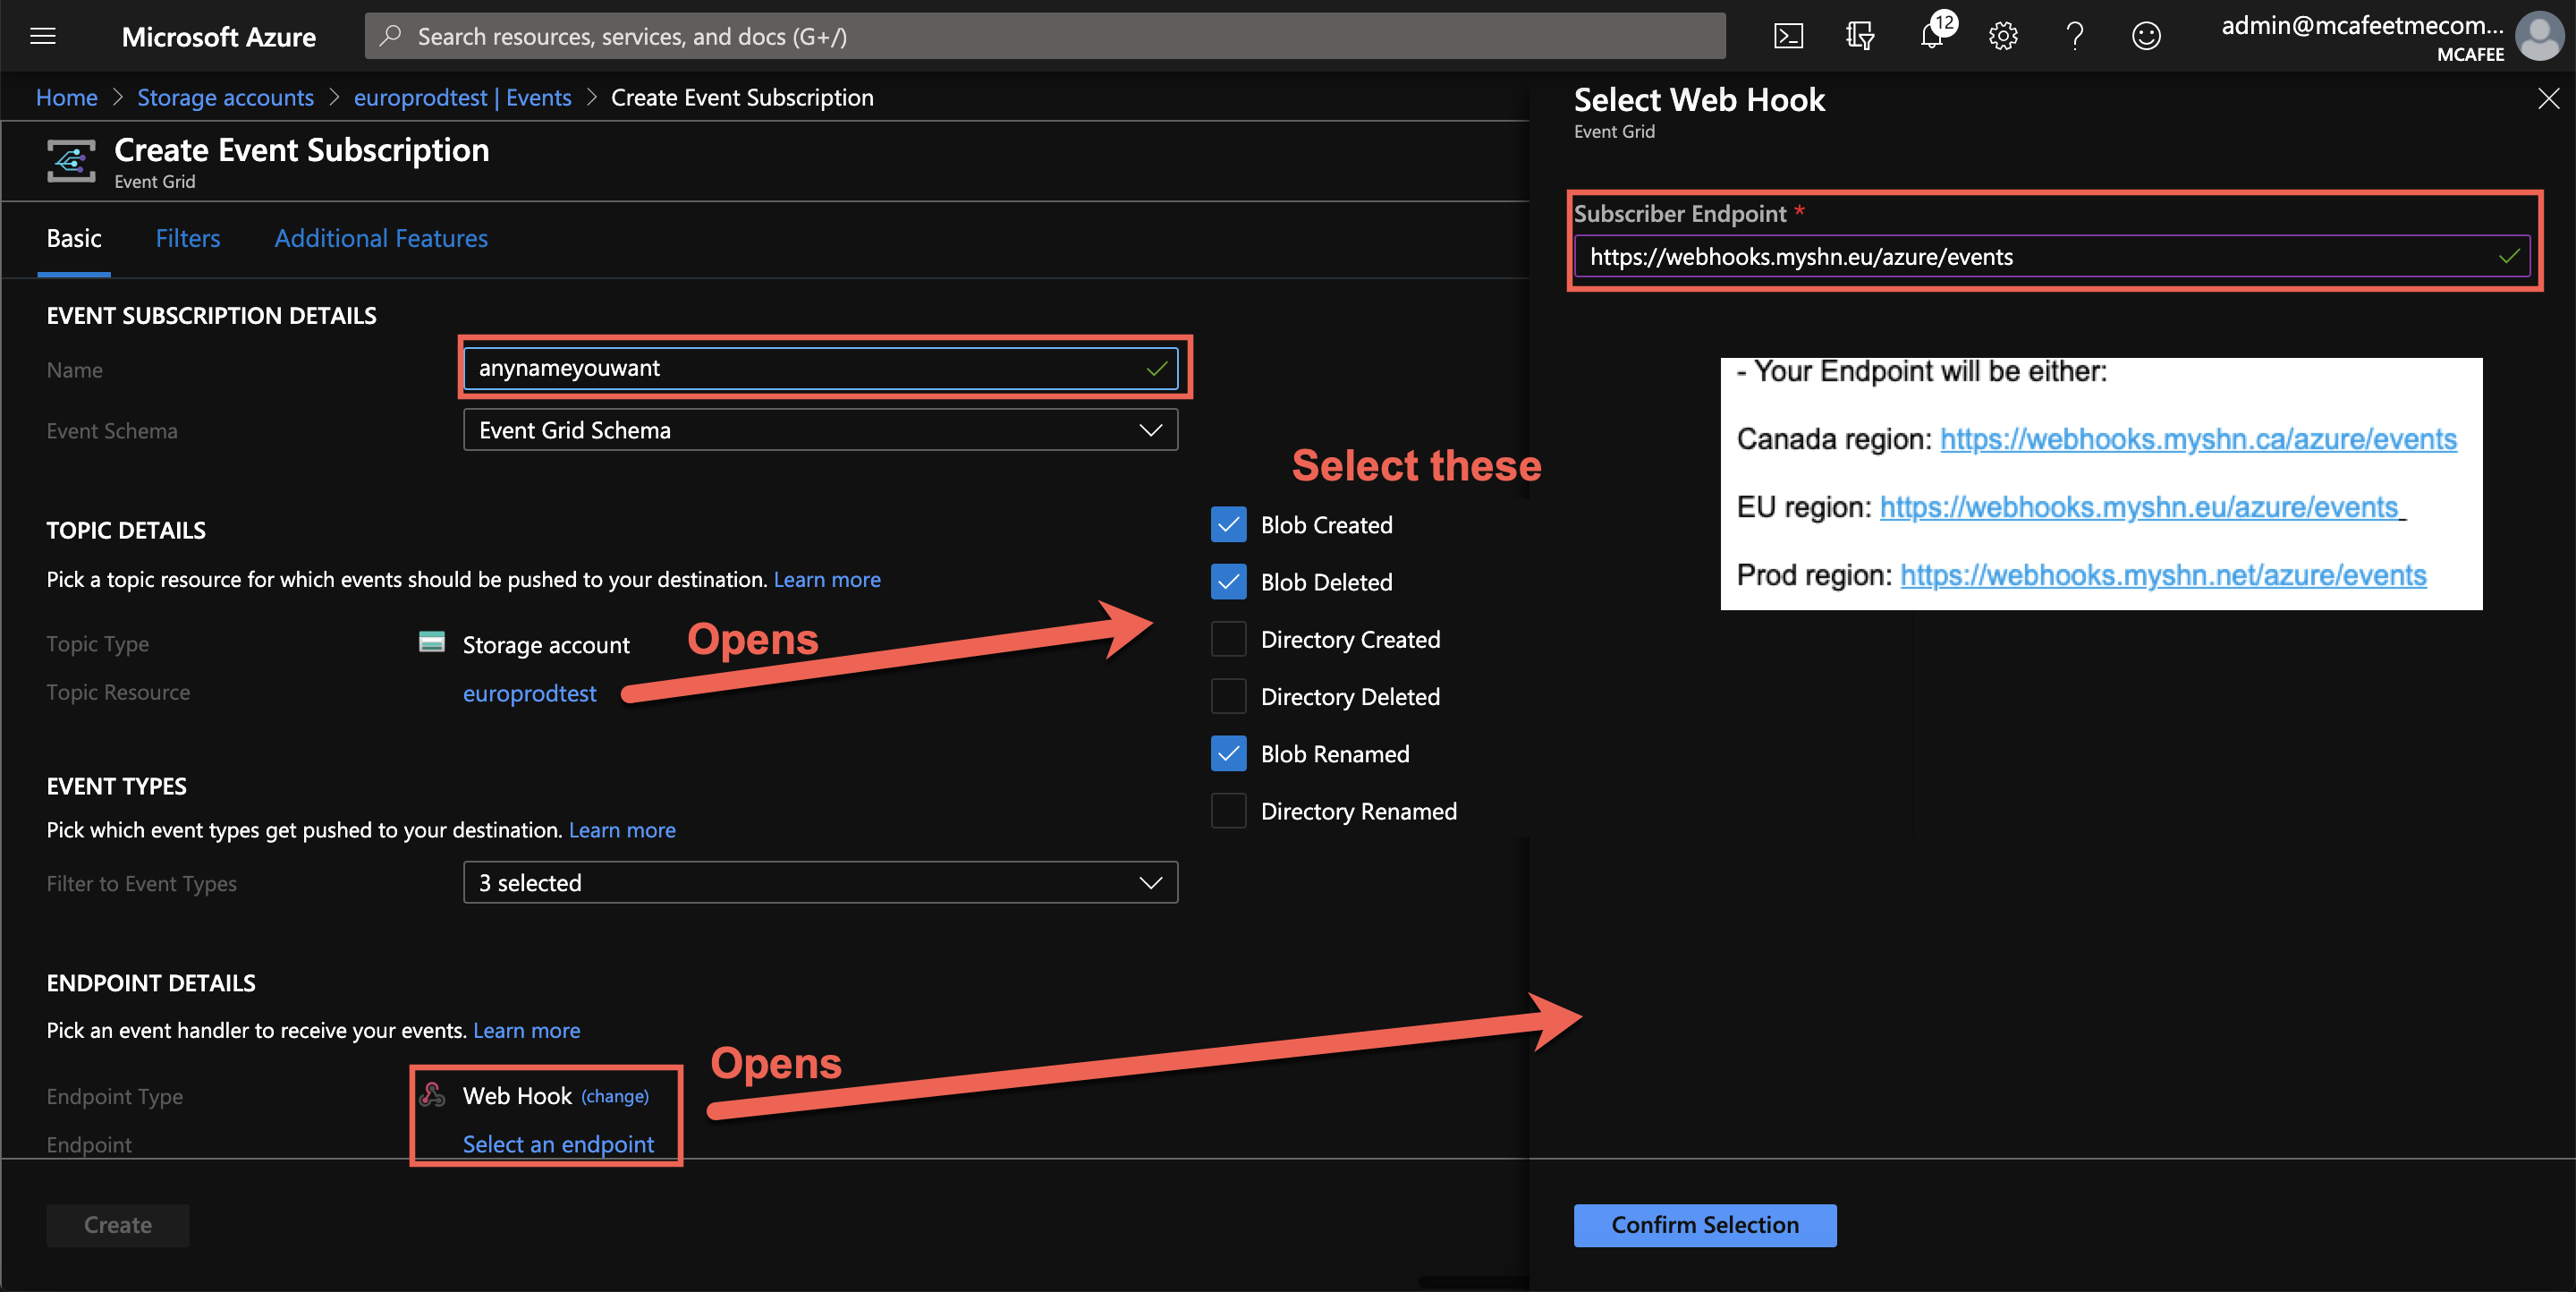 Microsoft Azure
Search resources, services, and docs (G+/)
12
admin@mcafeetmecom...
MCAFEE
Home > Storage accounts > europrodtest | Events > Create Event Subscription
Create Event Subscription
Event Grid
Basic Filters Additional Features
EVENT SUBSCRIPTION DETAILS
Name anynameyouwant
Event Schema Event Grid Schema
TOPIC DETAILS
Pick a topic resource for which events should be pushed to your destination. Learn more
Topic Type Storage account
Topic Resource europrodtest
Opens
EVENT TYPES
Pick which event types get pushed to your destination. Learn more
Filter to Event Types 3 selected
ENDPOINT DETAILS
Pick an event handler to receive your events. Learn more
Endpoint Type Web Hook (change)
Endpoint Select an endpoint
Opens
Create
Select these
Blob Created
Blob Deleted
Directory Created
Directory Deleted
Blob Renamed
Directory Renamed
Select Web Hook
Event Grid
Subscriber Endpoint *
https://webhooks.myshn.eu/azure/events
- Your Endpoint will be either:
Canada region: https://webhooks.myshn.ca/azure/events
EU region: https://webhooks.myshn.eu/azure/events
Prod region: https://webhooks.myshn.net/azure/events
Confirm Selection